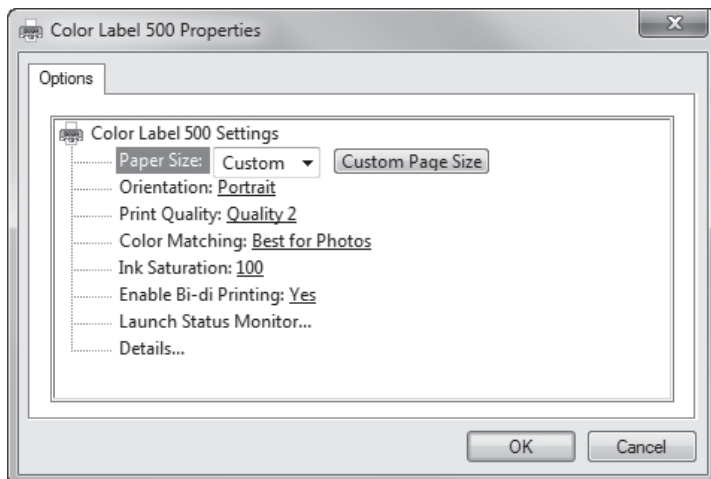 Color Label 500 Properties
X
Options
Color Label 500 Settings
Paper Size: Custom Custom Page Size
Orientation: Portrait
Print Quality: Quality 2
Color Matching: Best for Photos
Ink Saturation: 100
Enable Bi-di Printing: Yes
Launch Status Monitor...
Details...
OK Cancel